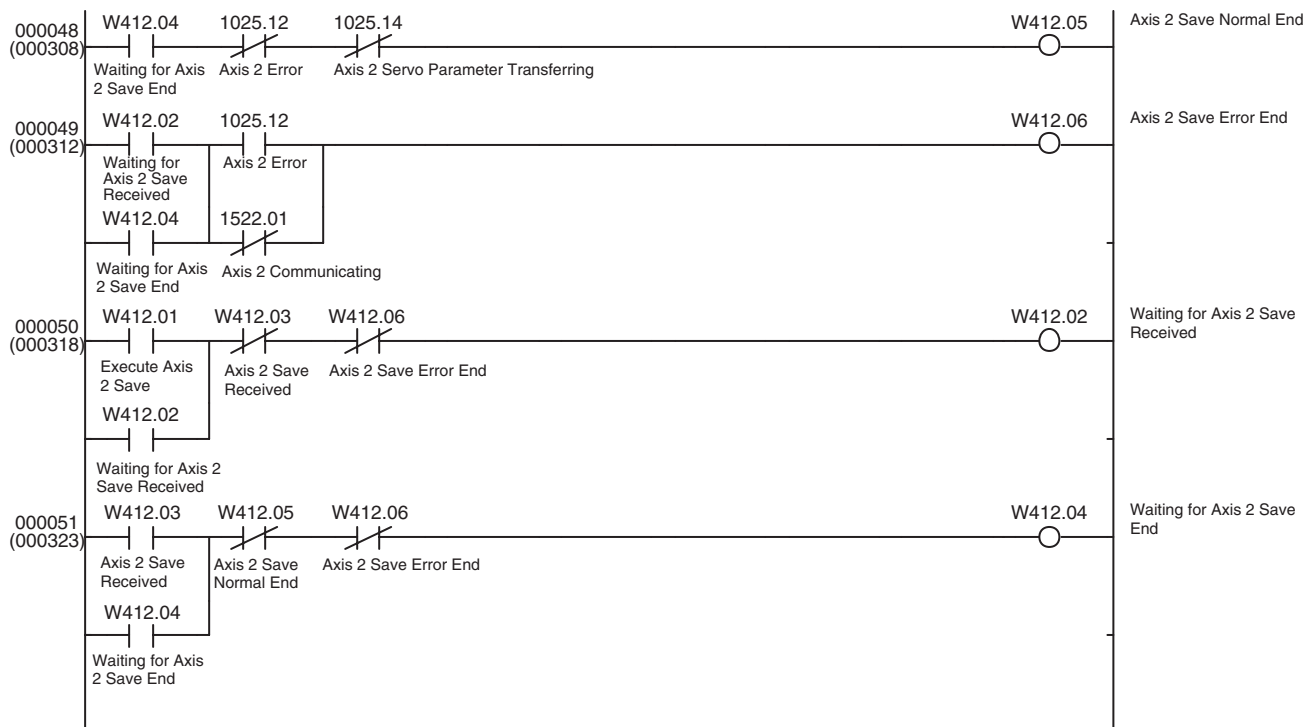 000048
(000308)
W412.04
1025.12
1025.14
W412.05
Axis 2 Save Normal End
Waiting for Axis
2 Save End
Axis 2 Error
Axis 2 Servo Parameter Transferring
000049
(000312)
W412.02
1025.12
W412.06
Axis 2 Save Error End
Waiting for
Axis 2 Save
Received
Axis 2 Error
W412.04
1522.01
Waiting for Axis
2 Save End
Axis 2 Communicating
000050
(000318)
W412.01
W412.03
W412.06
W412.02
Waiting for Axis 2 Save
Received
Execute Axis
2 Save
Axis 2 Save
Received
Axis 2 Save Error End
W412.02
Waiting for Axis 2
Save Received
000051
(000323)
W412.03
W412.05
W412.06
W412.04
Waiting for Axis 2 Save
End
Axis 2 Save
Received
Axis 2 Save
Normal End
Axis 2 Save Error End
W412.04
Waiting for Axis
2 Save End